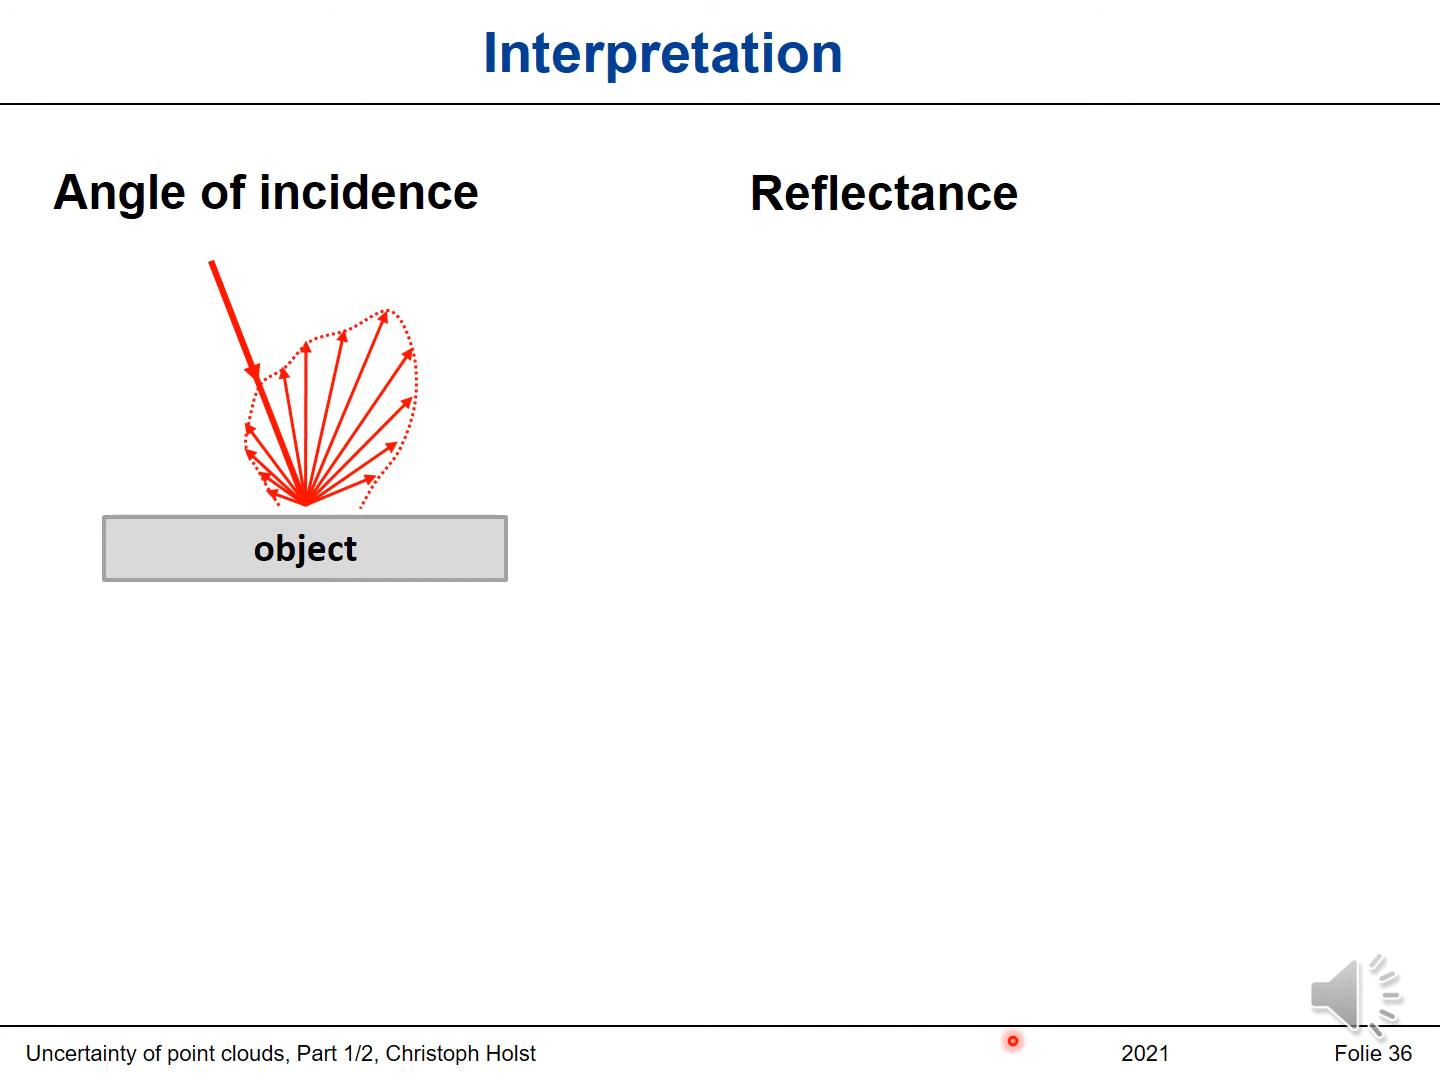 Interpretation
Angle of incidence
Reflectance
object
Uncertainty of point clouds, Part 1/2, Christoph Holst
2021
Folie 36